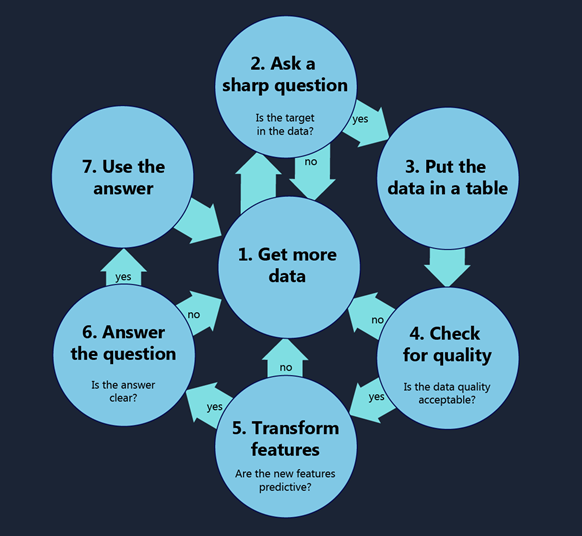 2. Ask a
sharp question
Is the target
in the data?
yes
no
7. Use the
answer
3. Put the
data in a table
1. Get more
data
yes
no
no
6. Answer
the question
Is the answer
clear?
4. Check
for quality
Is the data quality
acceptable?
no
yes
yes
5. Transform
features
Are the new features
predictive?